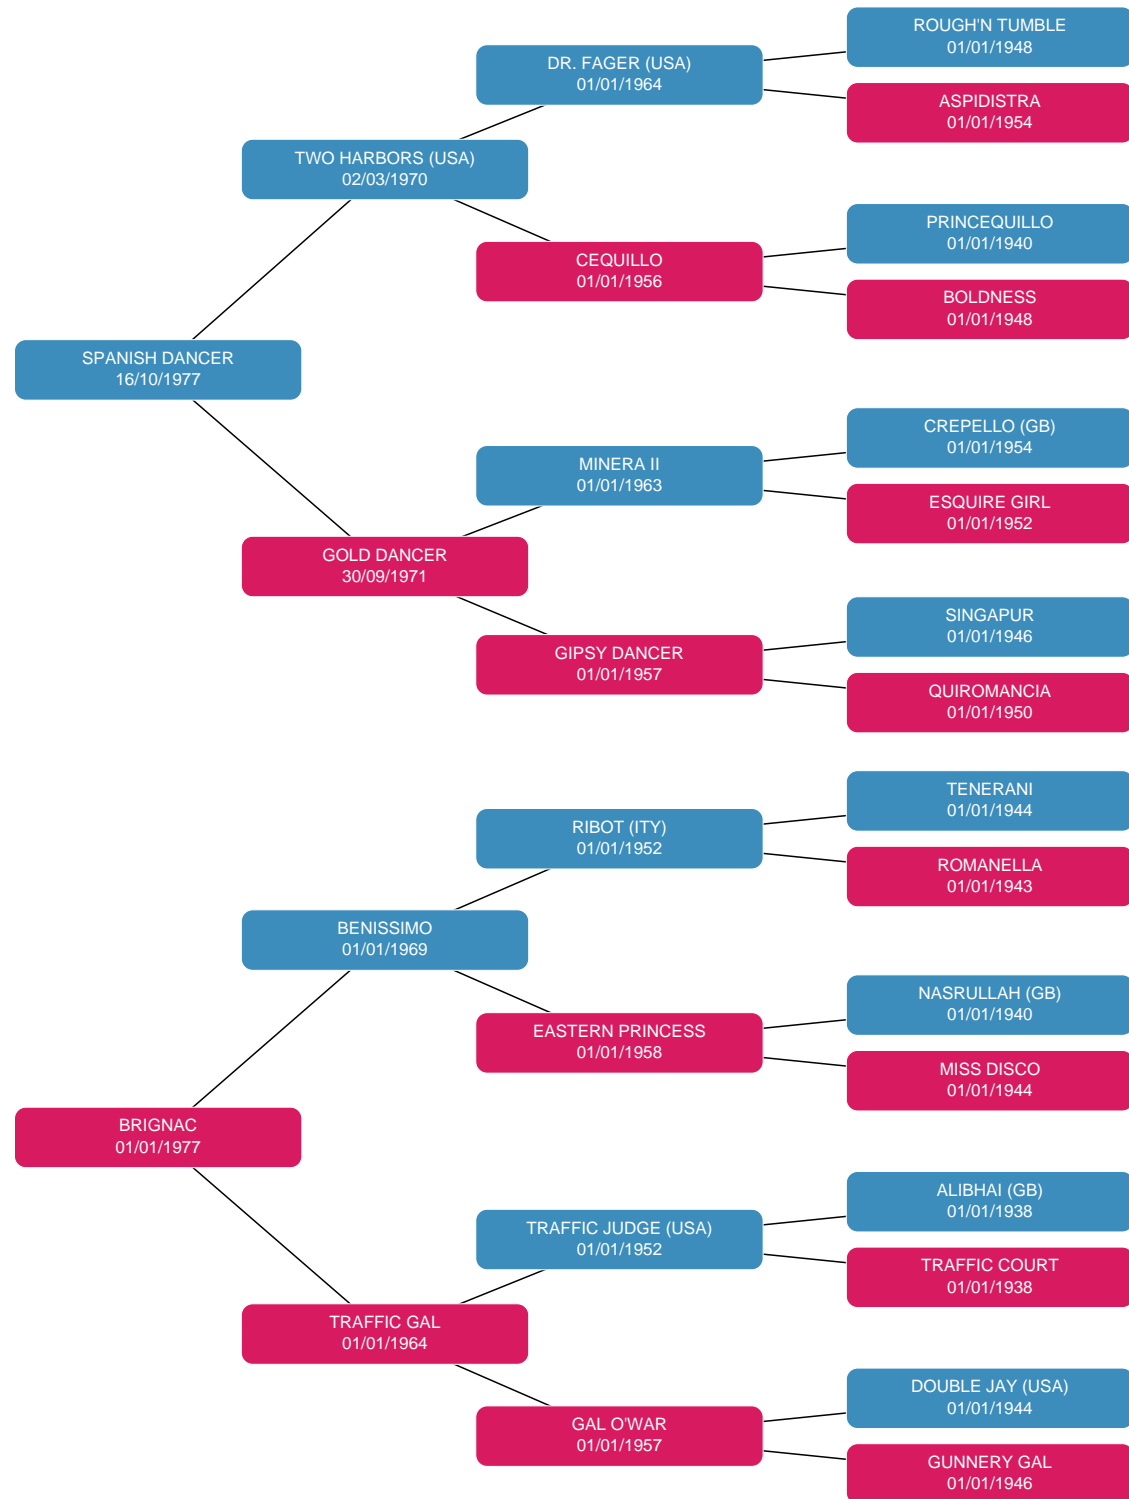 ROUGH'N TUMBLE
01/01/1948
DR. FAGER (USA)
01/01/1964
ASPIDISTRA
01/01/1954
TWO HARBORS (USA)
02/03/1970
PRINCEQUILLO
01/01/1940
CEQUILLO
01/01/1956
BOLDNESS
01/01/1948
SPANISH DANCER
16/10/1977
CREPELLO (GB)
01/01/1954
MINERA II
01/01/1963
ESQUIRE GIRL
01/01/1952
GOLD DANCER
30/09/1971
SINGAPUR
01/01/1946
GIPSY DANCER
01/01/1957
QUIROMANCIA
01/01/1950
TENERANI
01/01/1944
RIBOT (ITY)
01/01/1952
ROMANELLA
01/01/1943
BENISSIMO
01/01/1969
NASRULLAH (GB)
01/01/1940
EASTERN PRINCESS
01/01/1958
MISS DISCO
01/01/1944
BRIGNAC
01/01/1977
ALIBHAI (GB)
01/01/1938
TRAFFIC JUDGE (USA)
01/01/1952
TRAFFIC COURT
01/01/1938
TRAFFIC GAL
01/01/1964
DOUBLE JAY (USA)
01/01/1944
GAL O'WAR
01/01/1957
GUNNERY GAL
01/01/1946